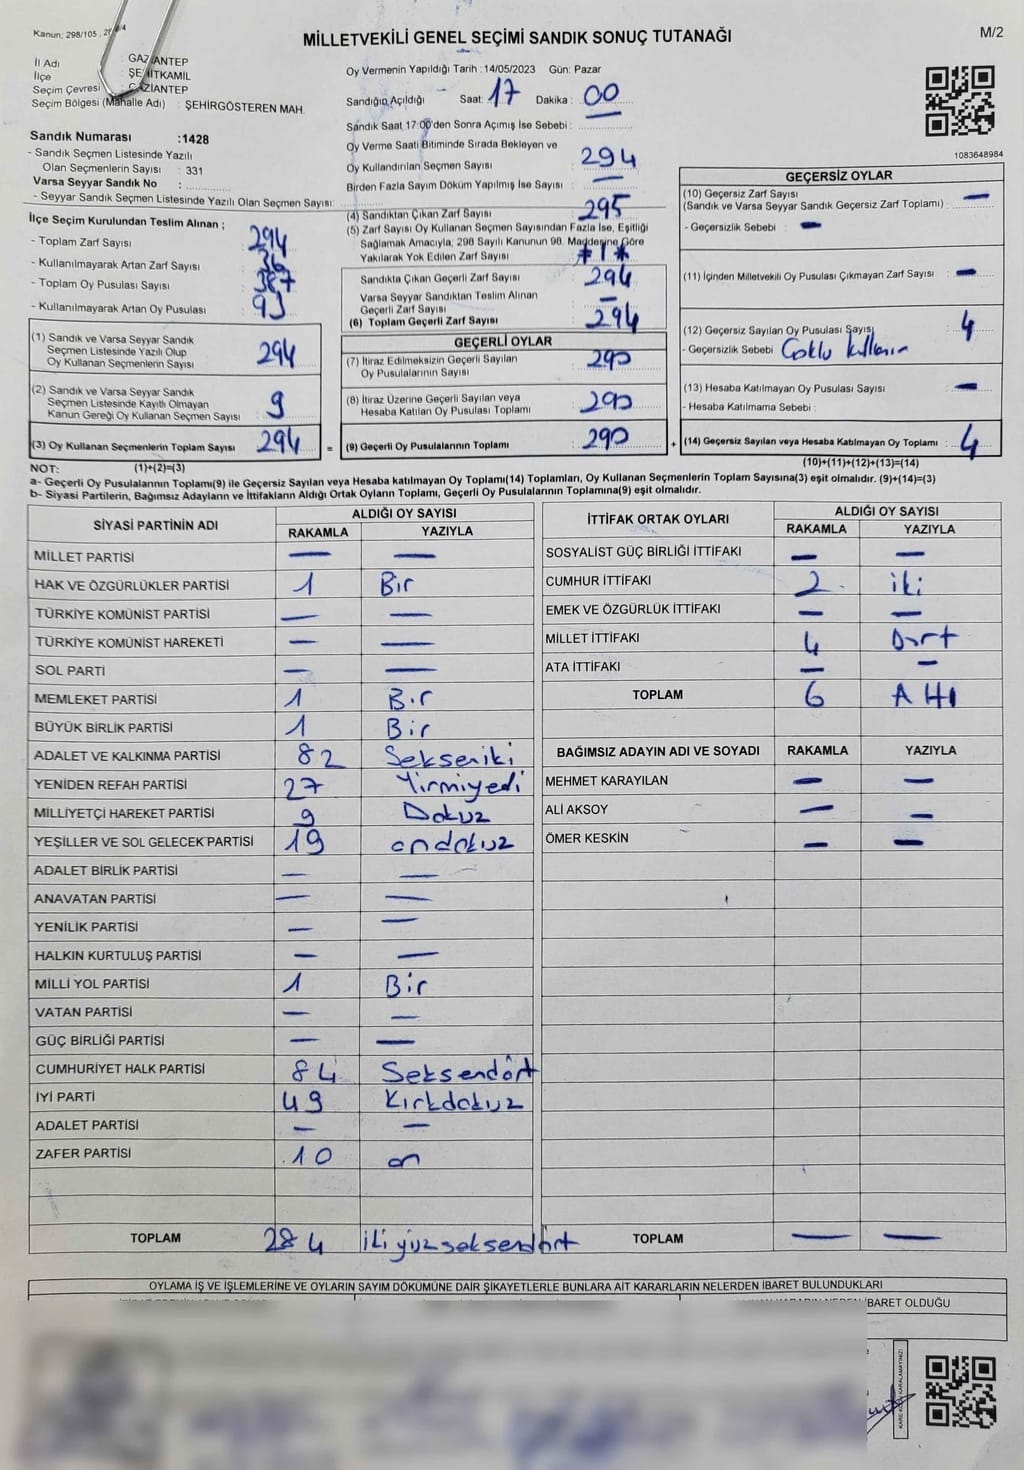 Kanun: 298/105
MİLLETVEKİLİ GENEL SEÇİMİ SANDIK SONUÇ TUTANAĞI
M/2
İl Adı : GAZİANTEP
İlçe : ŞEHİTKAMİL
Seçim Çevresi : GAZİANTEP
Seçim Bölgesi (Mahalle Adı) : ŞEHİRGÖSTEREN MAH.
Sandık Numarası :1428
- Sandık Seçmen Listesinde Yazılı
Olan Seçmenlerin Sayısı : 331
Varsa Seyyar Sandık No :
- Seyyar Sandık Seçmen Listesinde Yazılı Olan Seçmen Sayısı:
Oy Vermenin Yapıldığı Tarih :14/05/2023 Gün: Pazar
Sandığın Açıldığı Saat: 17 Dakika : 00
Sandık Saat 17:00'den Sonra Açımış İse Sebebi :
Oy Verme Saati Bitiminde Sırada Bekleyen ve
Oy Kullandırılan Seçmen Sayısı : 294
Birden Fazla Sayım Döküm Yapılmış İse Sayısı : —
1083648984
İlçe Seçim Kurulundan Teslim Alınan ;
- Toplam Zarf Sayısı : 294
- Kullanılmayarak Artan Zarf Sayısı : 36
- Toplam Oy Pusulası Sayısı : 387
- Kullanılmayarak Artan Oy Pusulası : 93
(1) Sandık ve Varsa Seyyar Sandık
Seçmen Listesinde Yazılı Olup
Oy Kullanan Seçmenlerin Sayısı : 294
(2) Sandık ve Varsa Seyyar Sandık
Seçmen Listesinde Kayıtlı Olmayan
Kanun Gereği Oy Kullanan Seçmen Sayısı : 9
(3) Oy Kullanan Seçmenlerin Toplam Sayısı : 294 =
(4) Sandıktan Çıkan Zarf Sayısı : 295
(5) Zarf Sayısı Oy Kullanan Seçmen Sayısından Fazla İse, Eşitliği
Sağlamak Amacıyla, 298 Sayılı Kanunun 98. Maddesine Göre
Yakılarak Yok Edilen Zarf Sayısı : *1*
Sandıkta Çıkan Geçerli Zarf Sayısı : 294
Varsa Seyyar Sandıktan Teslim Alınan
Geçerli Zarf Sayısı : —
(6) Toplam Geçerli Zarf Sayısı : 294
GEÇERLİ OYLAR
(7) İtiraz Edilmeksizin Geçerli Sayılan
Oy Pusulalarının Sayısı : 290
(8) İtiraz Üzerine Geçerli Sayılan veya
Hesaba Katılan Oy Pusulası Toplamı : 290
(9) Geçerli Oy Pusulalarının Toplamı : 290 +
GEÇERSİZ OYLAR
(10) Geçersiz Zarf Sayısı
(Sandık ve Varsa Seyyar Sandık Geçersiz Zarf Toplamı) : —
- Geçersizlik Sebebi : —
(11) İçinden Milletvekili Oy Pusulası Çıkmayan Zarf Sayısı : —
(12) Geçersiz Sayılan Oy Pusulası Sayısı : 4
- Geçersizlik Sebebi : Çoklu
(13) Hesaba Katılmayan Oy Pusulası Sayısı : —
- Hesaba Katılmama Sebebi :
(14) Geçersiz Sayılan veya Hesaba Katılmayan Oy Toplamı : 4
NOT: (1)+(2)=(3) (10)+(11)+(12)+(13)=(14)
a- Geçerli Oy Pusulalarının Toplamı(9) ile Geçersiz Sayılan veya Hesaba katılmayan Oy Toplamı(14) Toplamları, Oy Kullanan Seçmenlerin Toplam Sayısına(3) eşit olmalıdır. (9)+(14)=(3)
b- Siyasi Partilerin, Bağımsız Adayların ve İttifakların Aldığı Ortak Oyların Toplamı, Geçerli Oy Pusulalarının Toplamına(9) eşit olmalıdır.
SİYASİ PARTİNİN ADI ALDIĞI OY SAYISI
RAKAMLA YAZIYLA
MİLLET PARTİSİ — —
HAK VE ÖZGÜRLÜKLER PARTİSİ 1 Bir
TÜRKİYE KOMÜNİST PARTİSİ — —
TÜRKİYE KOMÜNİST HAREKETİ — —
SOL PARTİ — —
MEMLEKET PARTİSİ 1 Bir
BÜYÜK BİRLİK PARTİSİ 1 Bir
ADALET VE KALKINMA PARTİSİ 82 Sekseniki
YENİDEN REFAH PARTİSİ 27 Yirmiyedi
MİLLİYETÇİ HAREKET PARTİSİ 9 Dokuz
YEŞİLLER VE SOL GELECEK PARTİSİ 19 ondokuz
ADALET BİRLİK PARTİSİ — —
ANAVATAN PARTİSİ — —
YENİLİK PARTİSİ — —
HALKIN KURTULUŞ PARTİSİ — —
MİLLİ YOL PARTİSİ 1 Bir
VATAN PARTİSİ — —
GÜÇ BİRLİĞİ PARTİSİ — —
CUMHURİYET HALK PARTİSİ 84 Seksendört
İYİ PARTİ 49 Kırkdokuz
ADALET PARTİSİ — —
ZAFER PARTİSİ 10 on
TOPLAM 284 ikiyüzseksendört
İTTİFAK ORTAK OYLARI ALDIĞI OY SAYISI
RAKAMLA YAZIYLA
SOSYALİST GÜÇ BİRLİĞİ İTTİFAKI — —
CUMHUR İTTİFAKI 2 iki
EMEK VE ÖZGÜRLÜK İTTİFAKI — —
MİLLET İTTİFAKI 4 Dört
ATA İTTİFAKI — —
TOPLAM 6 Altı
BAĞIMSIZ ADAYIN ADI VE SOYADI RAKAMLA YAZIYLA
MEHMET KARAYILAN — —
ALİ AKSOY — —
ÖMER KESKİN — —
TOPLAM — —
OYLAMA İŞ VE İŞLEMLERİNE VE OYLARIN SAYIM DÖKÜMÜNE DAİR ŞİKAYETLERLE BUNLARA AİT KARARLARIN NELERDEN İBARET BULUNDUKLARI
İBARET OLDUĞU